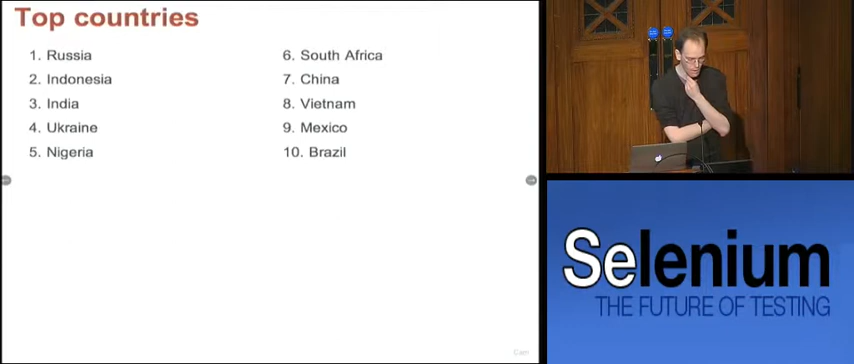 Top countries
1. Russia
2. Indonesia
3. India
4. Ukraine
5. Nigeria
6. South Africa
7. China
8. Vietnam
9. Mexico
10. Brazil
Selenium
THE FUTURE OF TESTING